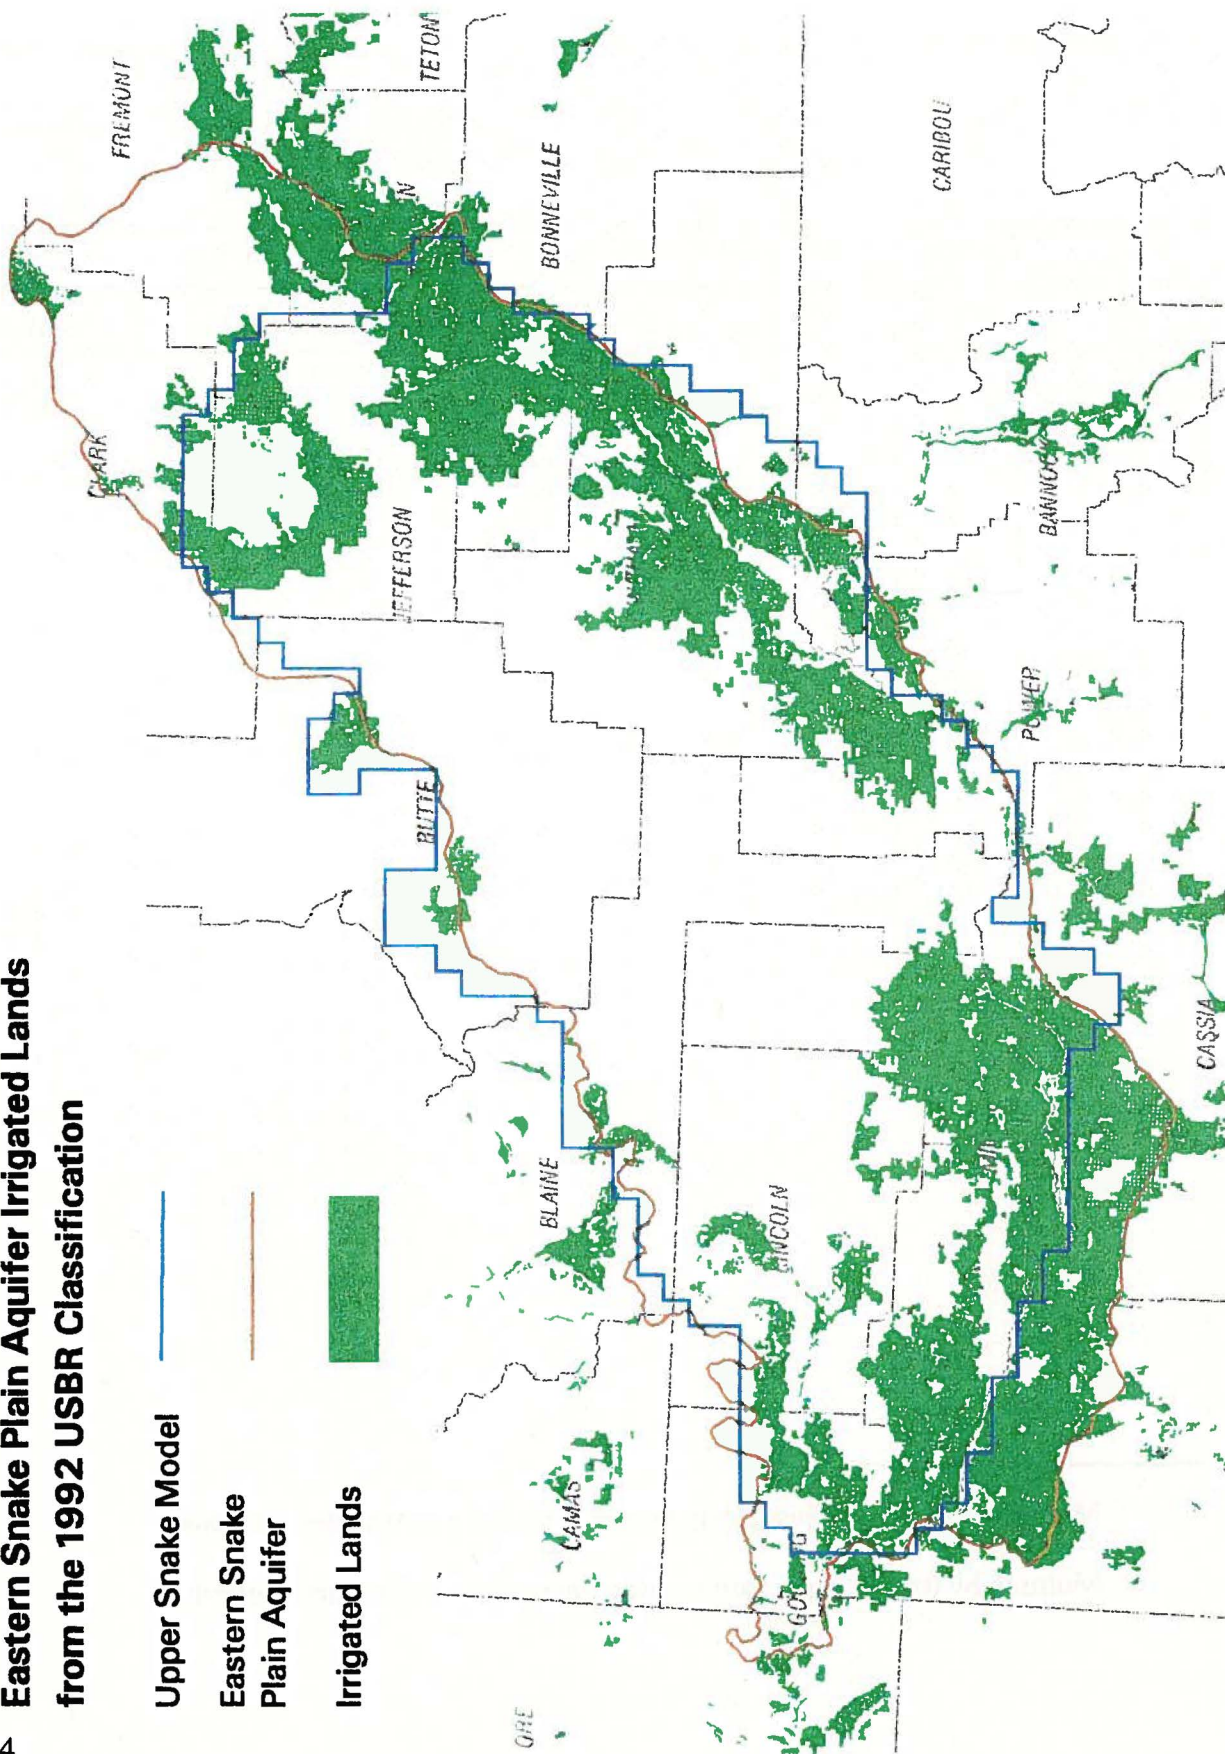 Eastern Snake Plain Aquifer Irrigated Lands
from the 1992 USBR Classification
Upper Snake Model
Eastern Snake
Plain Aquifer
Irrigated Lands
4
FREMONT
TETON
CLARK
JEFFERSON
BONNEVILLE
CARIBOU
BUTTE
BANNOCK
POWER
BLAINE
LINCOLN
CASSIA
CAMAS